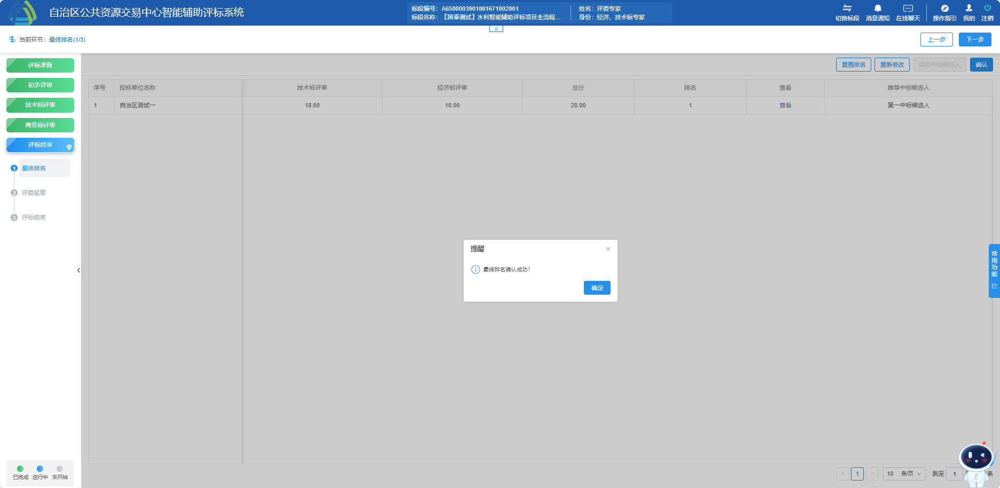 自治区公共资源交易中心智能辅助评标系统
标段编号：A6500003901001671002001
标段名称：【国泰测试】水利智能辅助评标项目全流程...
姓名：评委专家
身份：经济、技术标专家
切换标段
消息通知
在线聊天
操作指引
我的
注销
当前环节：最终排名(1/3)
上一步
下一步
评标准备
初步评审
技术标评审
商务标评审
评标结束
1 最终排名
2 评委签章
3 评标结束
重置排名
重新修改
保存中标候选人
确认
序号 投标单位名称 技术标评审 经济标评审 总分 排名 查看 推荐中标候选人
1 自治区测试一 18.00 10.00 28.00 1 查看 第一中标候选人
提醒
最终排名确认成功！
确定
常用功能
已完成 进行中 未开始
1
10 条/页
跳至 1
条
E